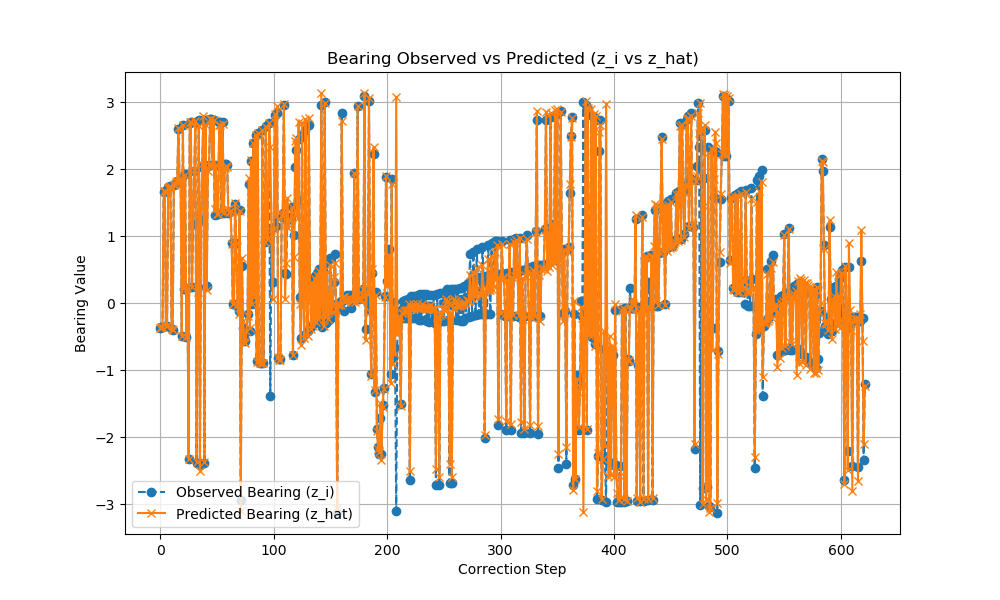 Bearing Observed vs Predicted (z_i vs z_hat)
3
2
1
0
−1
−2
−3
Bearing Value
Observed Bearing (z_i)
Predicted Bearing (z_hat)
0 100 200 300 400 500 600
Correction Step